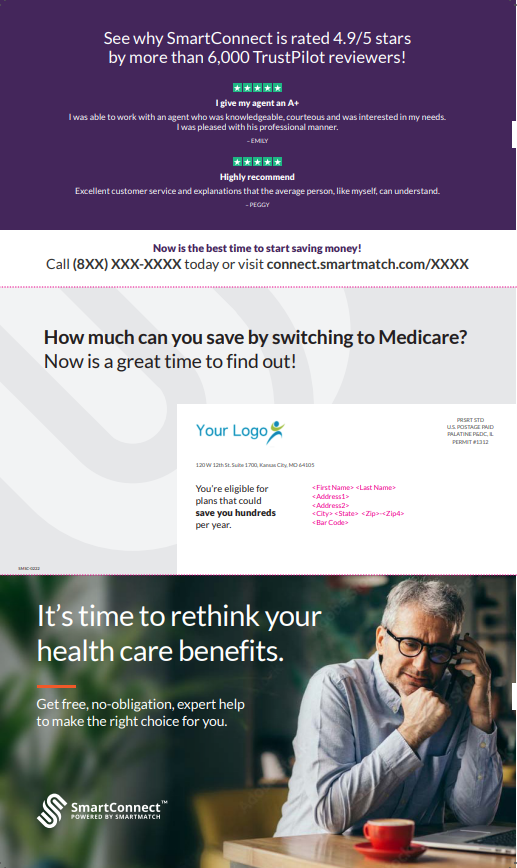 See why SmartConnect is rated 4.9/5 stars
by more than 6,000 TrustPilot reviewers!
I give my agent an A+
I was able to work with an agent who was knowledgeable, courteous and was interested in my needs.
I was pleased with his professional manner.
– EMILY
Highly recommend
Excellent customer service and explanations that the average person, like myself, can understand.
– PEGGY
Now is the best time to start saving money!
Call (8XX) XXX-XXXX today or visit connect.smartmatch.com/XXXX
How much can you save by switching to Medicare?
Now is a great time to find out!
Your Logo
PRSRT STD
U.S. POSTAGE PAID
PALATINE P&DC, IL
PERMIT #1312
120 W 12th St. Suite 1700, Kansas City, MO 64105
You're eligible for
plans that could
save you hundreds
per year.
<First Name> <Last Name>
<Address1>
<Address2>
<City> <State> <Zip>-<Zip4>
<Bar Code>
SMSC-0222
It's time to rethink your
health care benefits.
Get free, no-obligation, expert help
to make the right choice for you.
SmartConnect™
POWERED BY SMARTMATCH